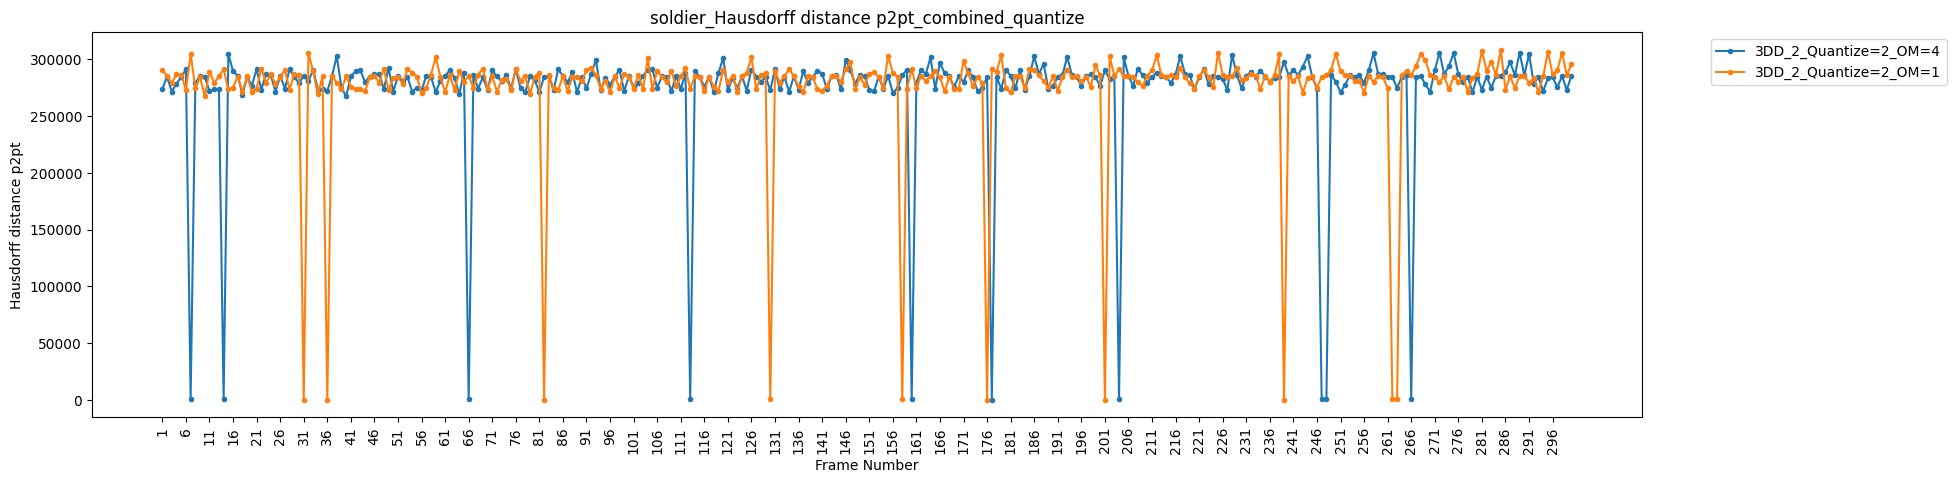 soldier_Hausdorff distance p2pt_combined_quantize
3DD_2_Quantize=2_OM=4
3DD_2_Quantize=2_OM=1
Hausdorff distance p2pt
300000
250000
200000
150000
100000
50000
0
1 6 11 16 21 26 31 36 41 46 51 56 61 66 71 76 81 86 91 96 101 106 111 116 121 126 131 136 141 146 151 156 161 166 171 176 181 186 191 196 201 206 211 216 221 226 231 236 241 246 251 256 261 266 271 276 281 286 291 296
Frame Number